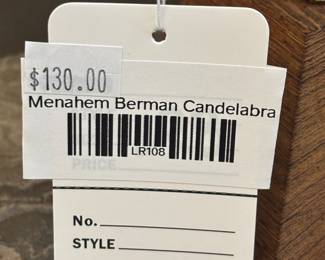 $130.00
Menahem Berman Candelabra
LR108
PRICE
No.
STYLE